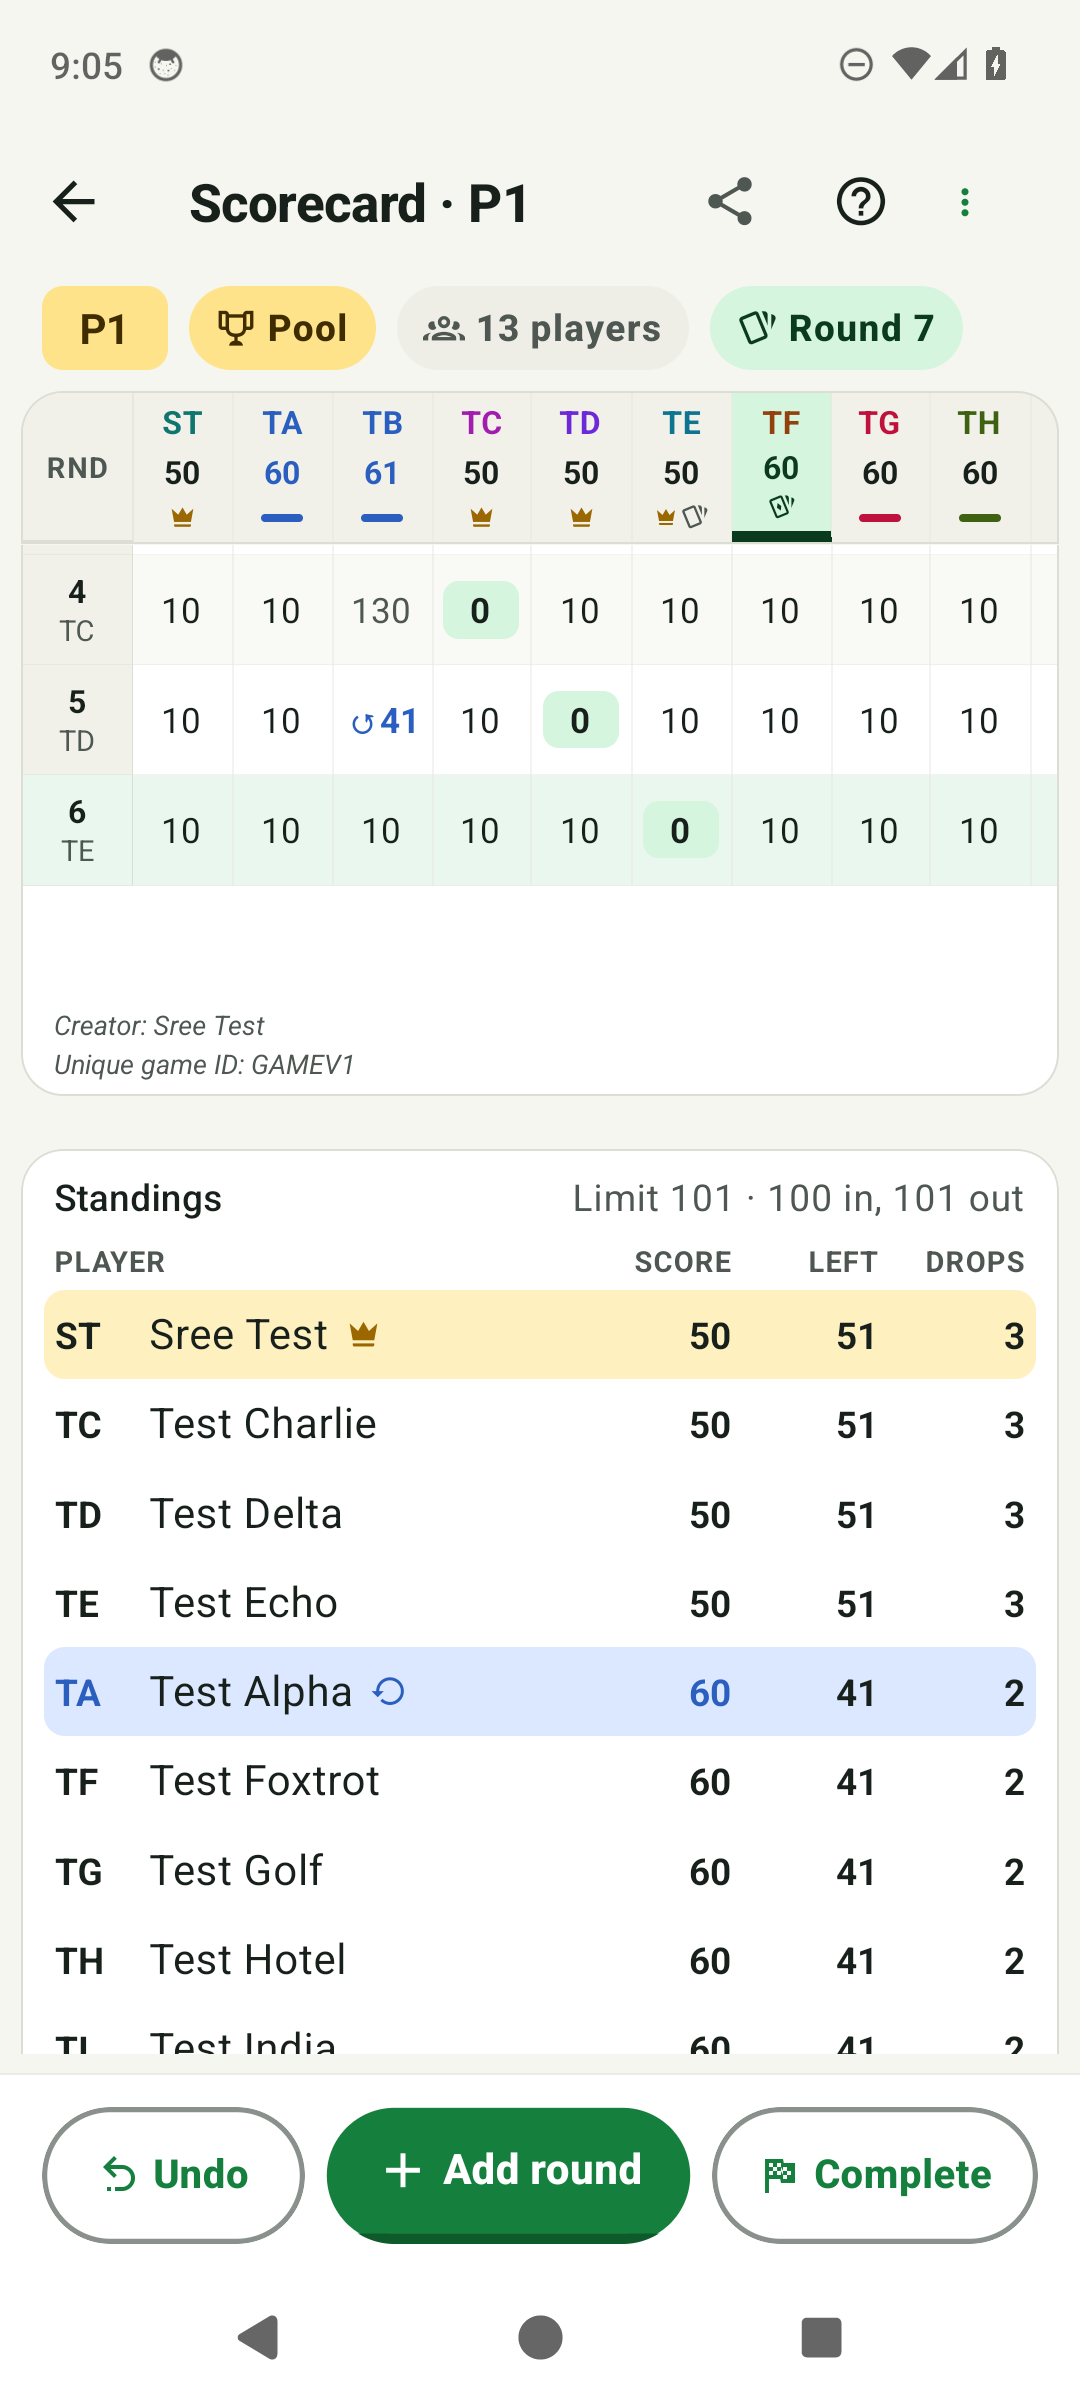 9:05
Scorecard · P1
P1 Pool 13 players Round 7
RND ST TA TB TC TD TE TF TG TH
50 60 61 50 50 50 60 60 60
4 TC 10 10 130 0 10 10 10 10 10
5 TD 10 10 41 10 0 10 10 10 10
6 TE 10 10 10 10 10 0 10 10 10
Creator: Sree Test
Unique game ID: GAMEV1
Standings Limit 101 · 100 in, 101 out
PLAYER SCORE LEFT DROPS
ST Sree Test 50 51 3
TC Test Charlie 50 51 3
TD Test Delta 50 51 3
TE Test Echo 50 51 3
TA Test Alpha 60 41 2
TF Test Foxtrot 60 41 2
TG Test Golf 60 41 2
TH Test Hotel 60 41 2
TI Test India 60 41 2
Undo Add round Complete